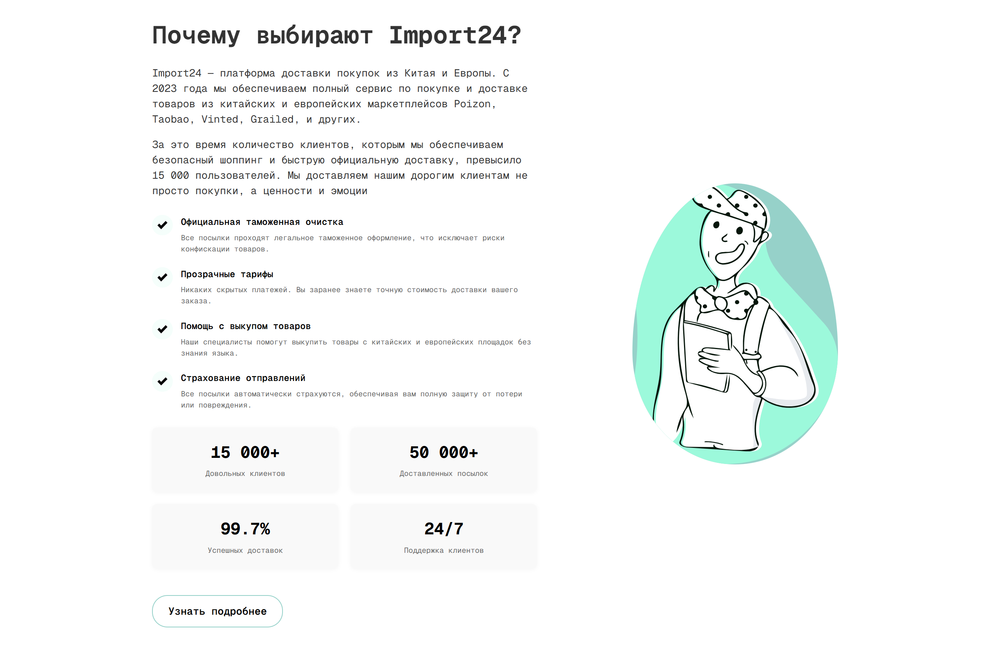 Почему выбирают Import24?
Import24 — платформа доставки покупок из Китая и Европы. С
2023 года мы обеспечиваем полный сервис по покупке и доставке
товаров из китайских и европейских маркетплейсов Poizon,
Taobao, Vinted, Grailed, и других.
За это время количество клиентов, которым мы обеспечиваем
безопасный шоппинг и быструю официальную доставку, превысило
15 000 пользователей. Мы доставляем нашим дорогим клиентам не
просто покупки, а ценности и эмоции
Официальная таможенная очистка
Все посылки проходят легальное таможенное оформление, что исключает риски
конфискации товаров.
Прозрачные тарифы
Никаких скрытых платежей. Вы заранее знаете точную стоимость доставки вашего
заказа.
Помощь с выкупом товаров
Наши специалисты помогут выкупить товары с китайских и европейских площадок без
знания языка.
Страхование отправлений
Все посылки автоматически страхуются, обеспечивая вам полную защиту от потери
или повреждения.
15 000+
Довольных клиентов
50 000+
Доставленных посылок
99.7%
Успешных доставок
24/7
Поддержка клиентов
Узнать подробнее